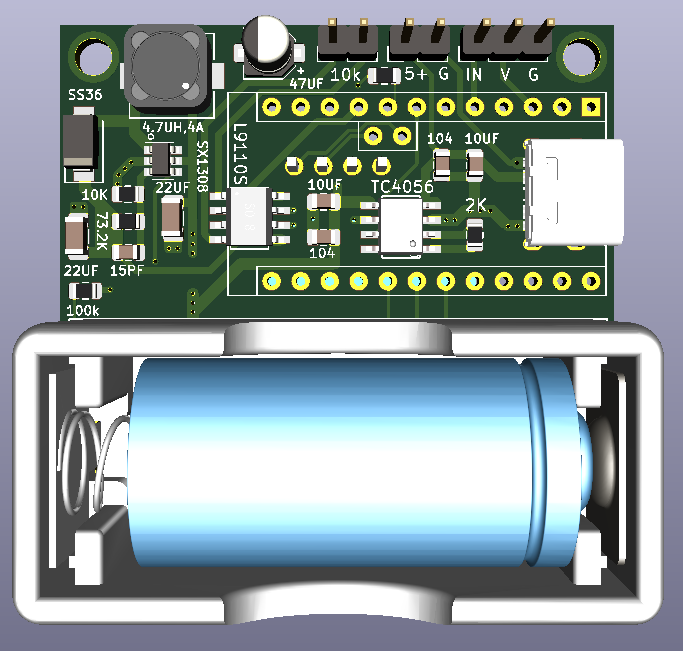 SS36
4.7UH,4A
+
47UF
10k
5+ G
IN V G
L9110S
SX1308
104
10UF
10K
22UF
10UF
TC4056
2K
73.2K
22UF
15PF
104
100k